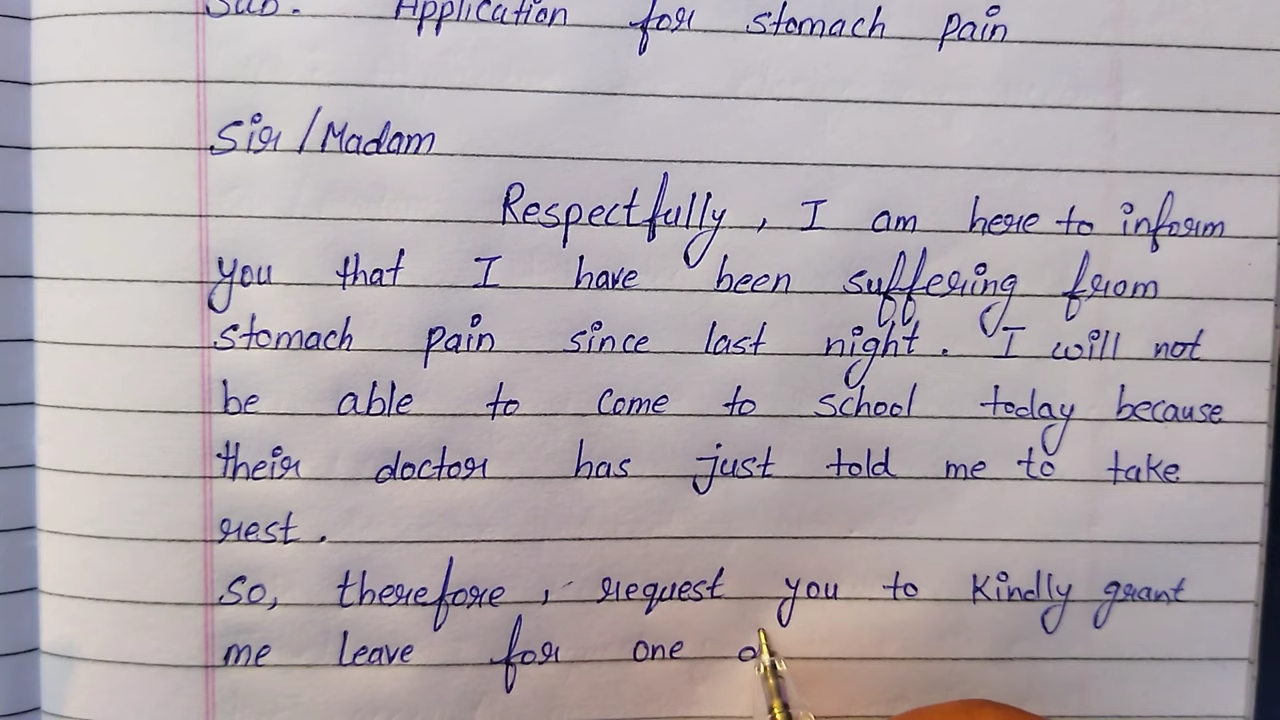 Sub. Application for stomach pain
Sir/Madam
Respectfully, I am here to inform
you that I have been suffering from
stomach pain since last night. I will not
be able to come to school today because
their doctor has just told me to take
rest.
So, therefore, request you to kindly grant
me leave for one